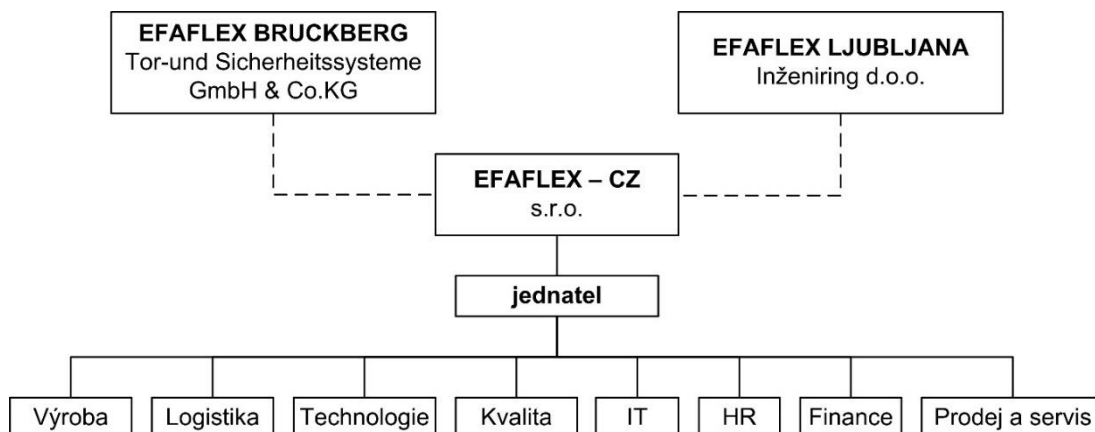 EFAFLEX BRUCKBERG
Tor-und Sicherheitssysteme
GmbH & Co.KG
EFAFLEX LJUBLJANA
Inženiring d.o.o.
EFAFLEX – CZ
s.r.o.
jednatel
Výroba
Logistika
Technologie
Kvalita
IT
HR
Finance
Prodej a servis